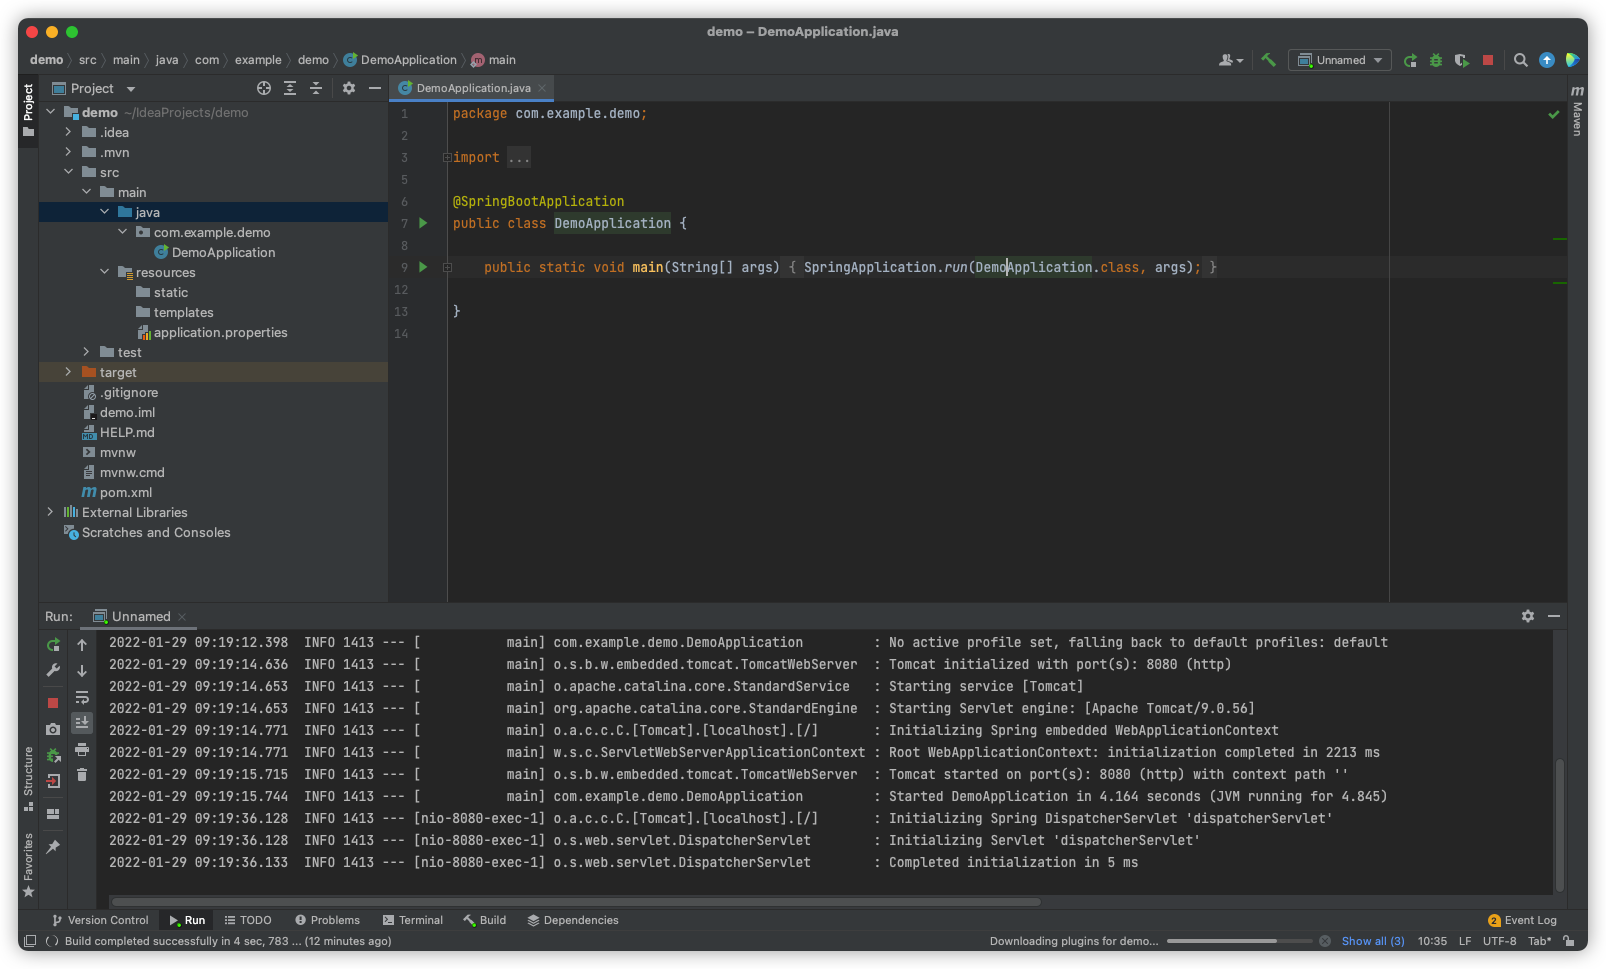 demo – DemoApplication.java
demo src main java com example demo DemoApplication main
Unnamed
Project
Project
demo ~/IdeaProjects/demo
.idea
.mvn
src
main
java
com.example.demo
DemoApplication
resources
static
templates
application.properties
test
target
.gitignore
demo.iml
HELP.md
mvnw
mvnw.cmd
pom.xml
External Libraries
Scratches and Consoles
DemoApplication.java
1 package com.example.demo;
2
3 import ...
5
6 @SpringBootApplication
7 public class DemoApplication {
8
9 public static void main(String[] args) { SpringApplication.run(DemoApplication.class, args); }
12
13 }
14
m Maven
Run: Unnamed
2022-01-29 09:19:12.398 INFO 1413 --- [ main] com.example.demo.DemoApplication : No active profile set, falling back to default profiles: default
2022-01-29 09:19:14.636 INFO 1413 --- [ main] o.s.b.w.embedded.tomcat.TomcatWebServer : Tomcat initialized with port(s): 8080 (http)
2022-01-29 09:19:14.653 INFO 1413 --- [ main] o.apache.catalina.core.StandardService : Starting service [Tomcat]
2022-01-29 09:19:14.653 INFO 1413 --- [ main] org.apache.catalina.core.StandardEngine : Starting Servlet engine: [Apache Tomcat/9.0.56]
2022-01-29 09:19:14.771 INFO 1413 --- [ main] o.a.c.c.C.[Tomcat].[localhost].[/] : Initializing Spring embedded WebApplicationContext
2022-01-29 09:19:14.771 INFO 1413 --- [ main] w.s.c.ServletWebServerApplicationContext : Root WebApplicationContext: initialization completed in 2213 ms
2022-01-29 09:19:15.715 INFO 1413 --- [ main] o.s.b.w.embedded.tomcat.TomcatWebServer : Tomcat started on port(s): 8080 (http) with context path ''
2022-01-29 09:19:15.744 INFO 1413 --- [ main] com.example.demo.DemoApplication : Started DemoApplication in 4.164 seconds (JVM running for 4.845)
2022-01-29 09:19:36.128 INFO 1413 --- [nio-8080-exec-1] o.a.c.c.C.[Tomcat].[localhost].[/] : Initializing Spring DispatcherServlet 'dispatcherServlet'
2022-01-29 09:19:36.128 INFO 1413 --- [nio-8080-exec-1] o.s.web.servlet.DispatcherServlet : Initializing Servlet 'dispatcherServlet'
2022-01-29 09:19:36.133 INFO 1413 --- [nio-8080-exec-1] o.s.web.servlet.DispatcherServlet : Completed initialization in 5 ms
Structure
Favorites
Version Control Run TODO Problems Terminal Build Dependencies 2 Event Log
Build completed successfully in 4 sec, 783 ... (12 minutes ago) Downloading plugins for demo... Show all (3) 10:35 LF UTF-8 Tab*